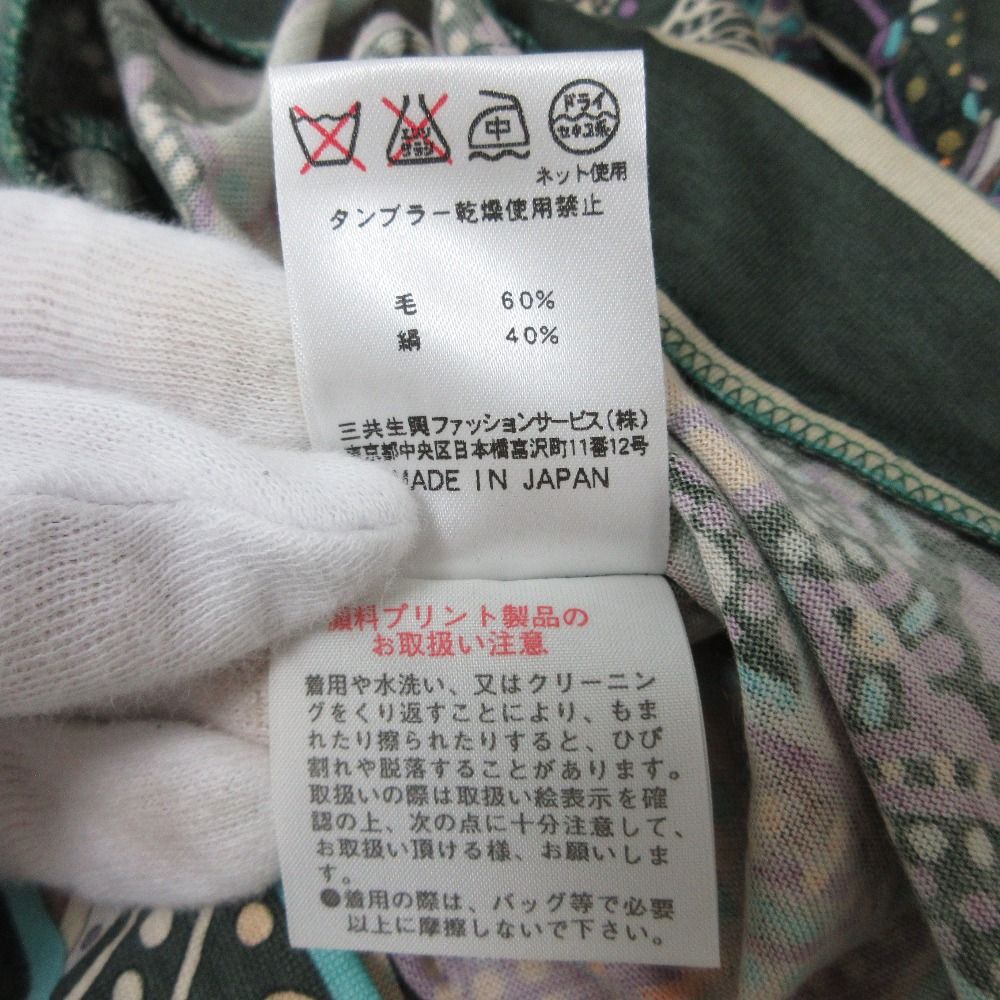 エンソ
サラシ
中
ドライ
セキユ系
ネット使用
タンブラー乾燥使用禁止
毛 60%
絹 40%
三共生興ファッションサービス(株)
東京都中央区日本橋富沢町11番12号
MADE IN JAPAN
顔料プリント製品の
お取扱い注意
着用や水洗い、又はクリーニン
グをくり返すことにより、もま
れたり擦られたりすると、ひび
割れや脱落することがあります。
取扱いの際は取扱い絵表示を確
認の上、次の点に十分注意して、
お取扱い頂ける様、お願いしま
す。
●着用の際は、バッグ等で必要
以上に摩擦しないで下さい。